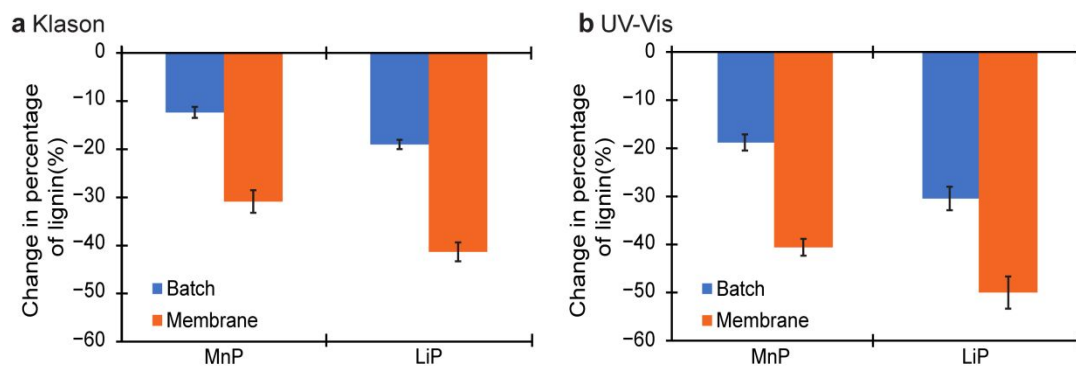 a Klason
Change in percentage
of lignin(%)
0
−10
−20
−30
−40
−50
−60
Batch
Membrane
MnP
LiP
b UV-Vis
Change in percentage
of lignin(%)
0
−10
−20
−30
−40
−50
−60
Batch
Membrane
MnP
LiP